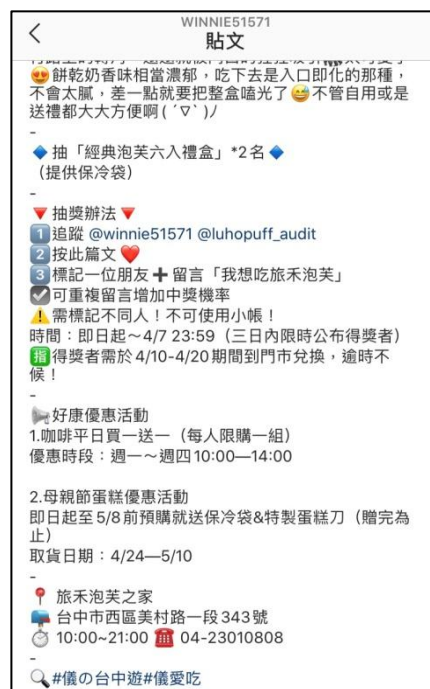 WINNIE51571
貼文
😍餅乾奶香味相當濃郁，吃下去是入口即化的那種，
不會太膩，差一點就要把整盒嗑光了😅不管自用或是
送禮都大大方便啊( ´∇` )ﾉ
-
🔷抽「經典泡芙六入禮盒」*2名🔷
（提供保冷袋）
-
🔻抽獎辦法🔻
1️⃣追蹤 @winnie51571 @luhopuff_audit
2️⃣按此篇文❤️
3️⃣標記一位朋友➕留言「我想吃旅禾泡芙」
☑️可重複留言增加中獎機率
⚠️需標記不同人！不可使用小帳！
時間：即日起～4/7 23:59（三日內限時公布得獎者）
🈯得獎者需於4/10-4/20期間到門市兌換，逾時不
候！
-
📢好康優惠活動
1.咖啡平日買一送一（每人限購一組）
優惠時段：週一～週四10:00—14:00
2.母親節蛋糕優惠活動
即日起至5/8前預購就送保冷袋&特製蛋糕刀（贈完為
止）
取貨日期：4/24—5/10
-
📍 旅禾泡芙之家
📪 台中市西區美村路一段343號
⏱ 10:00~21:00 ☎️ 04-23010808
-
🔍#儀の台中遊#儀愛吃